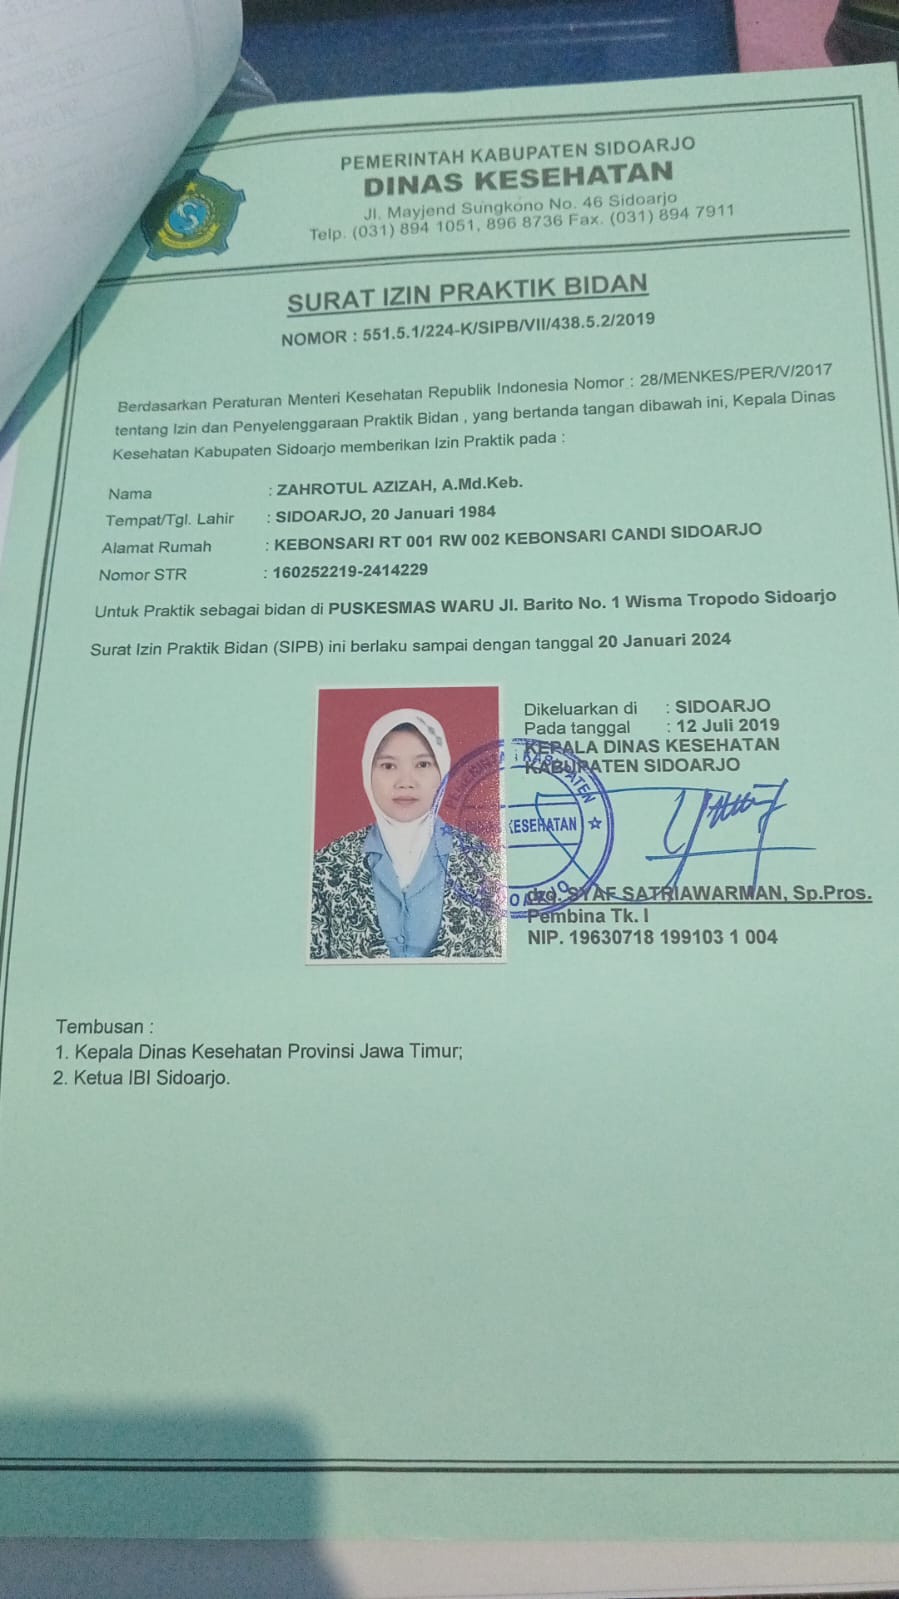 PEMERINTAH KABUPATEN SIDOARJO
DINAS KESEHATAN
Jl. Mayjend Sungkono No. 46 Sidoarjo
Telp. (031) 894 1051, 896 8736 Fax. (031) 894 7911
SURAT IZIN PRAKTIK BIDAN
NOMOR : 551.5.1/224-K/SIPB/VII/438.5.2/2019
Berdasarkan Peraturan Menteri Kesehatan Republik Indonesia Nomor : 28/MENKES/PER/V/2017
tentang Izin dan Penyelenggaraan Praktik Bidan , yang bertanda tangan dibawah ini, Kepala Dinas
Kesehatan Kabupaten Sidoarjo memberikan Izin Praktik pada :
Nama : ZAHROTUL AZIZAH, A.Md.Keb.
Tempat/Tgl. Lahir : SIDOARJO, 20 Januari 1984
Alamat Rumah : KEBONSARI RT 001 RW 002 KEBONSARI CANDI SIDOARJO
Nomor STR : 160252219-2414229
Untuk Praktik sebagai bidan di PUSKESMAS WARU Jl. Barito No. 1 Wisma Tropodo Sidoarjo
Surat Izin Praktik Bidan (SIPB) ini berlaku sampai dengan tanggal 20 Januari 2024
Dikeluarkan di : SIDOARJO
Pada tanggal : 12 Juli 2019
KEPALA DINAS KESEHATAN
KABUPATEN SIDOARJO
KESEHATAN
drg. SYAF SATRIAWARMAN, Sp.Pros.
Pembina Tk. I
NIP. 19630718 199103 1 004
Tembusan :
1. Kepala Dinas Kesehatan Provinsi Jawa Timur;
2. Ketua IBI Sidoarjo.